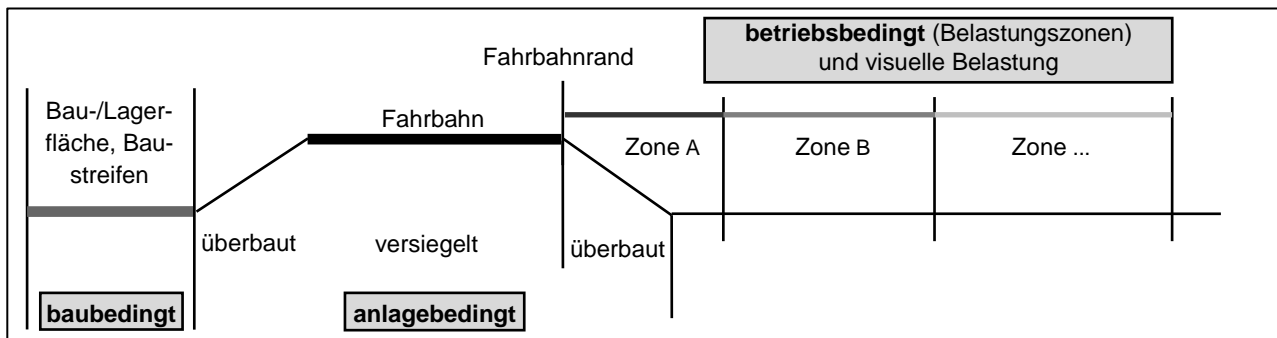 betriebsbedingt (Belastungszonen)
und visuelle Belastung
Fahrbahnrand
Bau-/Lager-
fläche, Bau-
streifen
Fahrbahn
Zone A
Zone B
Zone ...
überbaut
versiegelt
überbaut
baubedingt
anlagebedingt